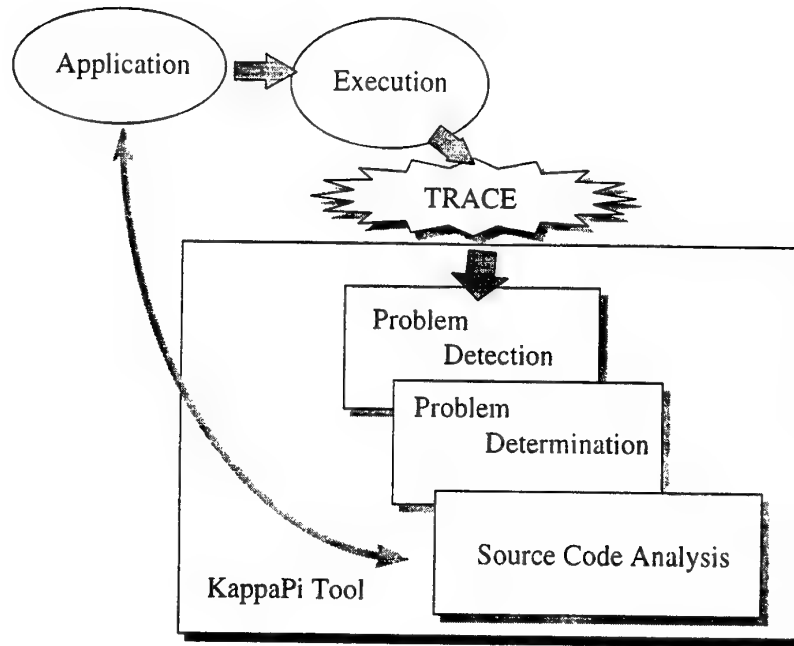 Application
Execution
TRACE
Problem
Detection
Problem
Determination
Source Code Analysis
KappaPi Tool